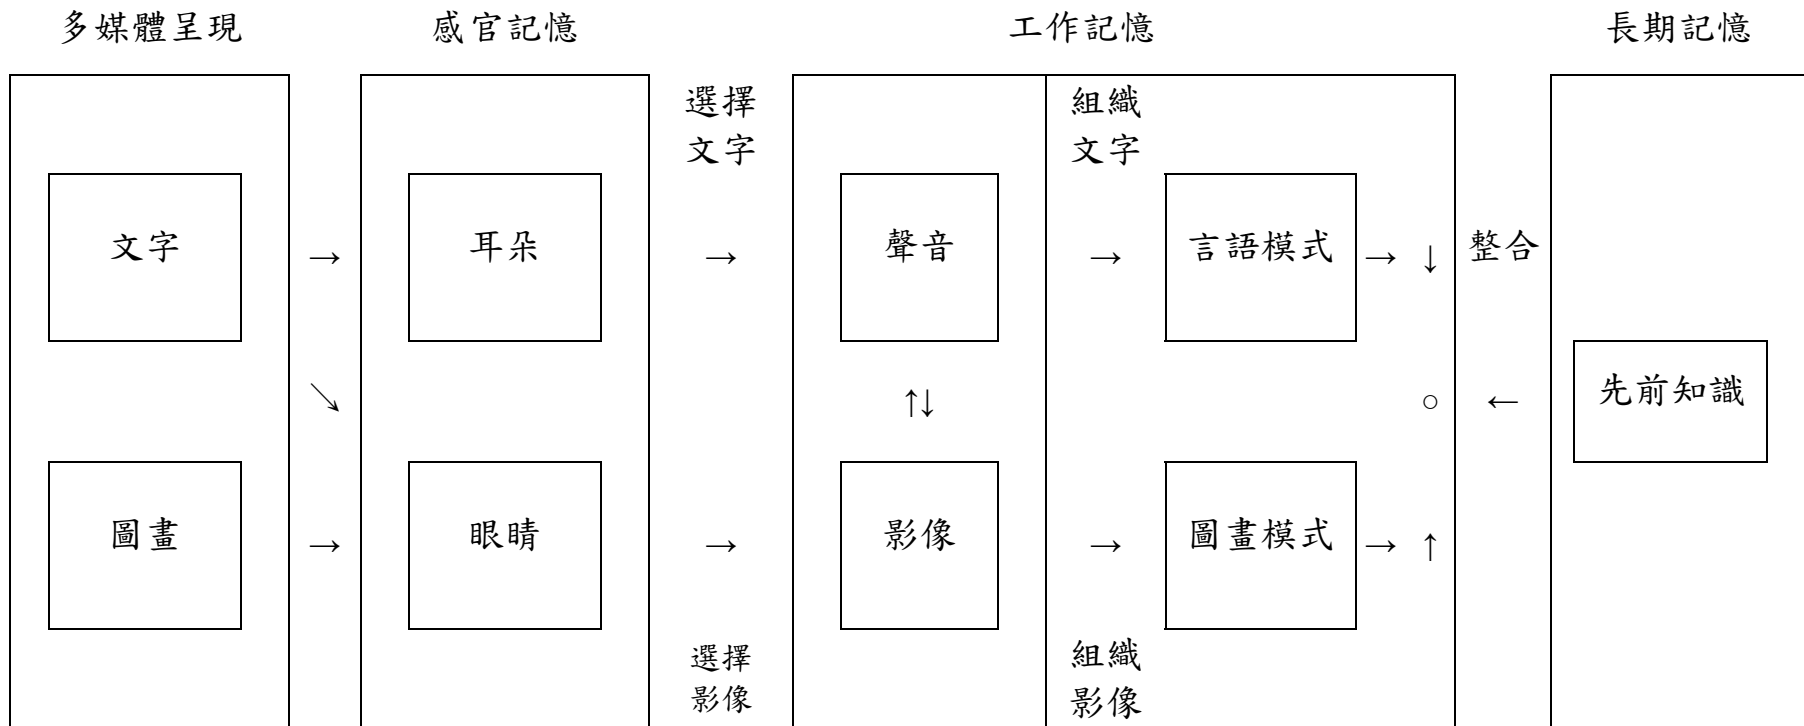 多媒體呈現 感官記憶 工作記憶 長期記憶
選擇 組織
文字 文字
文字 → 耳朵 → 聲音 → 言語模式 → ↓ 整合
↘ ↑↓ ○ ← 先前知識
圖畫 → 眼睛 → 影像 → 圖畫模式 → ↑
選擇 組織
影像 影像